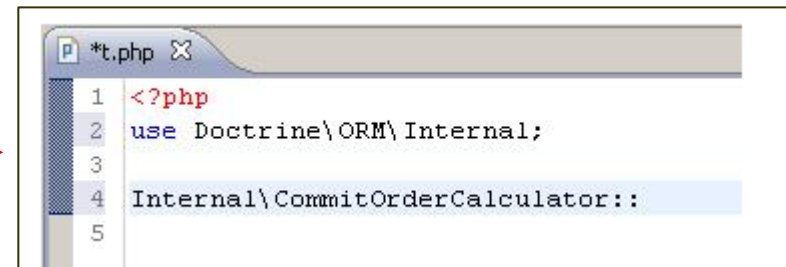 *t.php
1 <?php
2 use Doctrine\ORM\Internal;
3
4 Internal\CommitOrderCalculator::
5